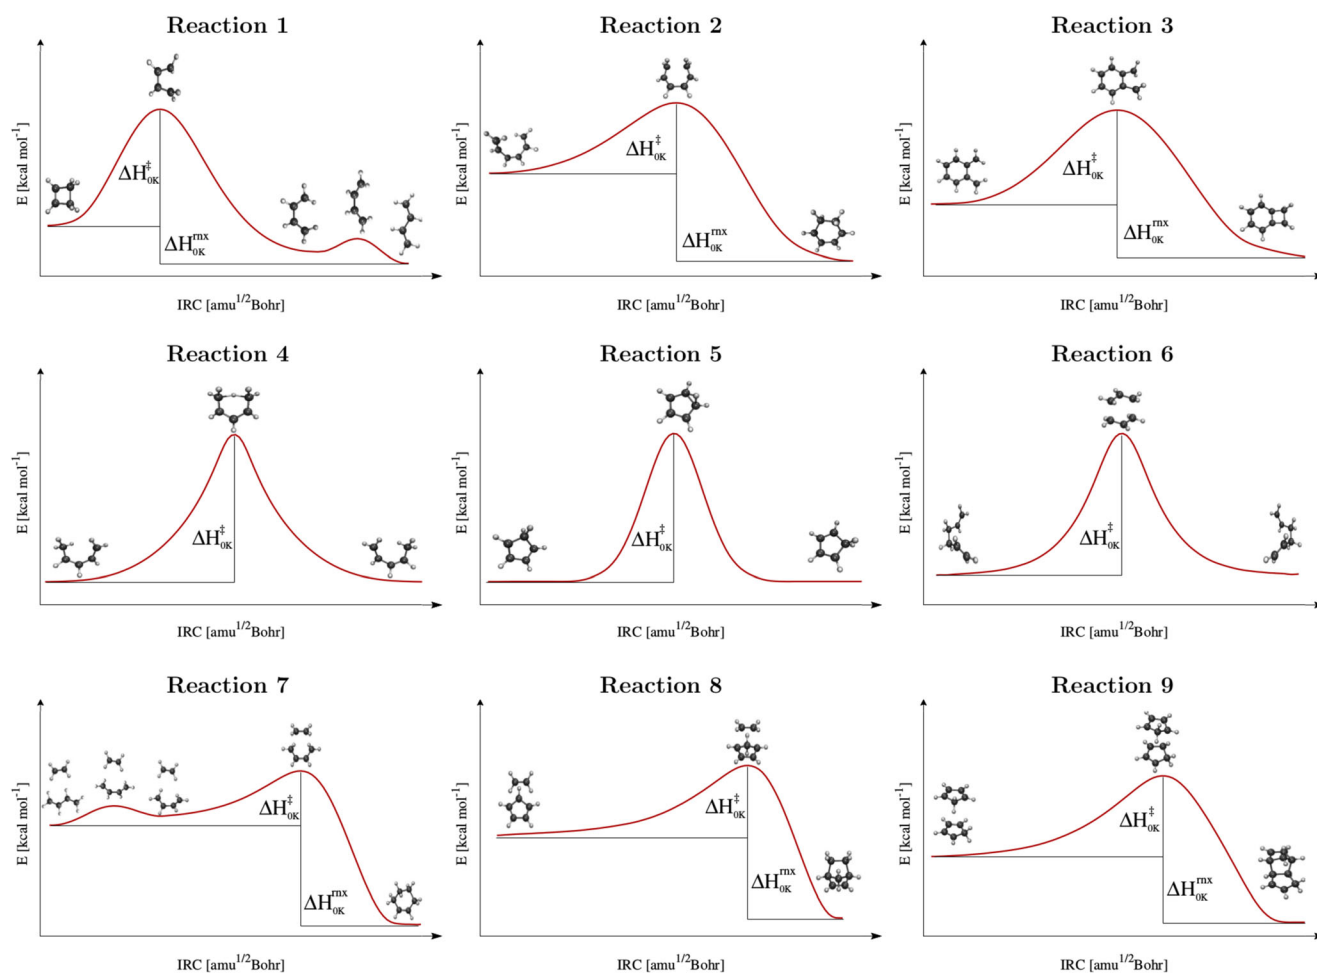 Reaction 1
E [kcal mol⁻¹]
ΔH‡0K
ΔHrnx0K
IRC [amu1/2Bohr]
Reaction 2
E [kcal mol⁻¹]
ΔH‡0K
ΔHrnx0K
IRC [amu1/2Bohr]
Reaction 3
E [kcal mol⁻¹]
ΔH‡0K
ΔHrnx0K
IRC [amu1/2Bohr]
Reaction 4
E [kcal mol⁻¹]
ΔH‡0K
IRC [amu1/2Bohr]
Reaction 5
E [kcal mol⁻¹]
ΔH‡0K
IRC [amu1/2Bohr]
Reaction 6
E [kcal mol⁻¹]
ΔH‡0K
IRC [amu1/2Bohr]
Reaction 7
E [kcal mol⁻¹]
ΔH‡0K
ΔHrnx0K
IRC [amu1/2Bohr]
Reaction 8
E [kcal mol⁻¹]
ΔH‡0K
ΔHrnx0K
IRC [amu1/2Bohr]
Reaction 9
E [kcal mol⁻¹]
ΔH‡0K
ΔHrnx0K
IRC [amu1/2Bohr]